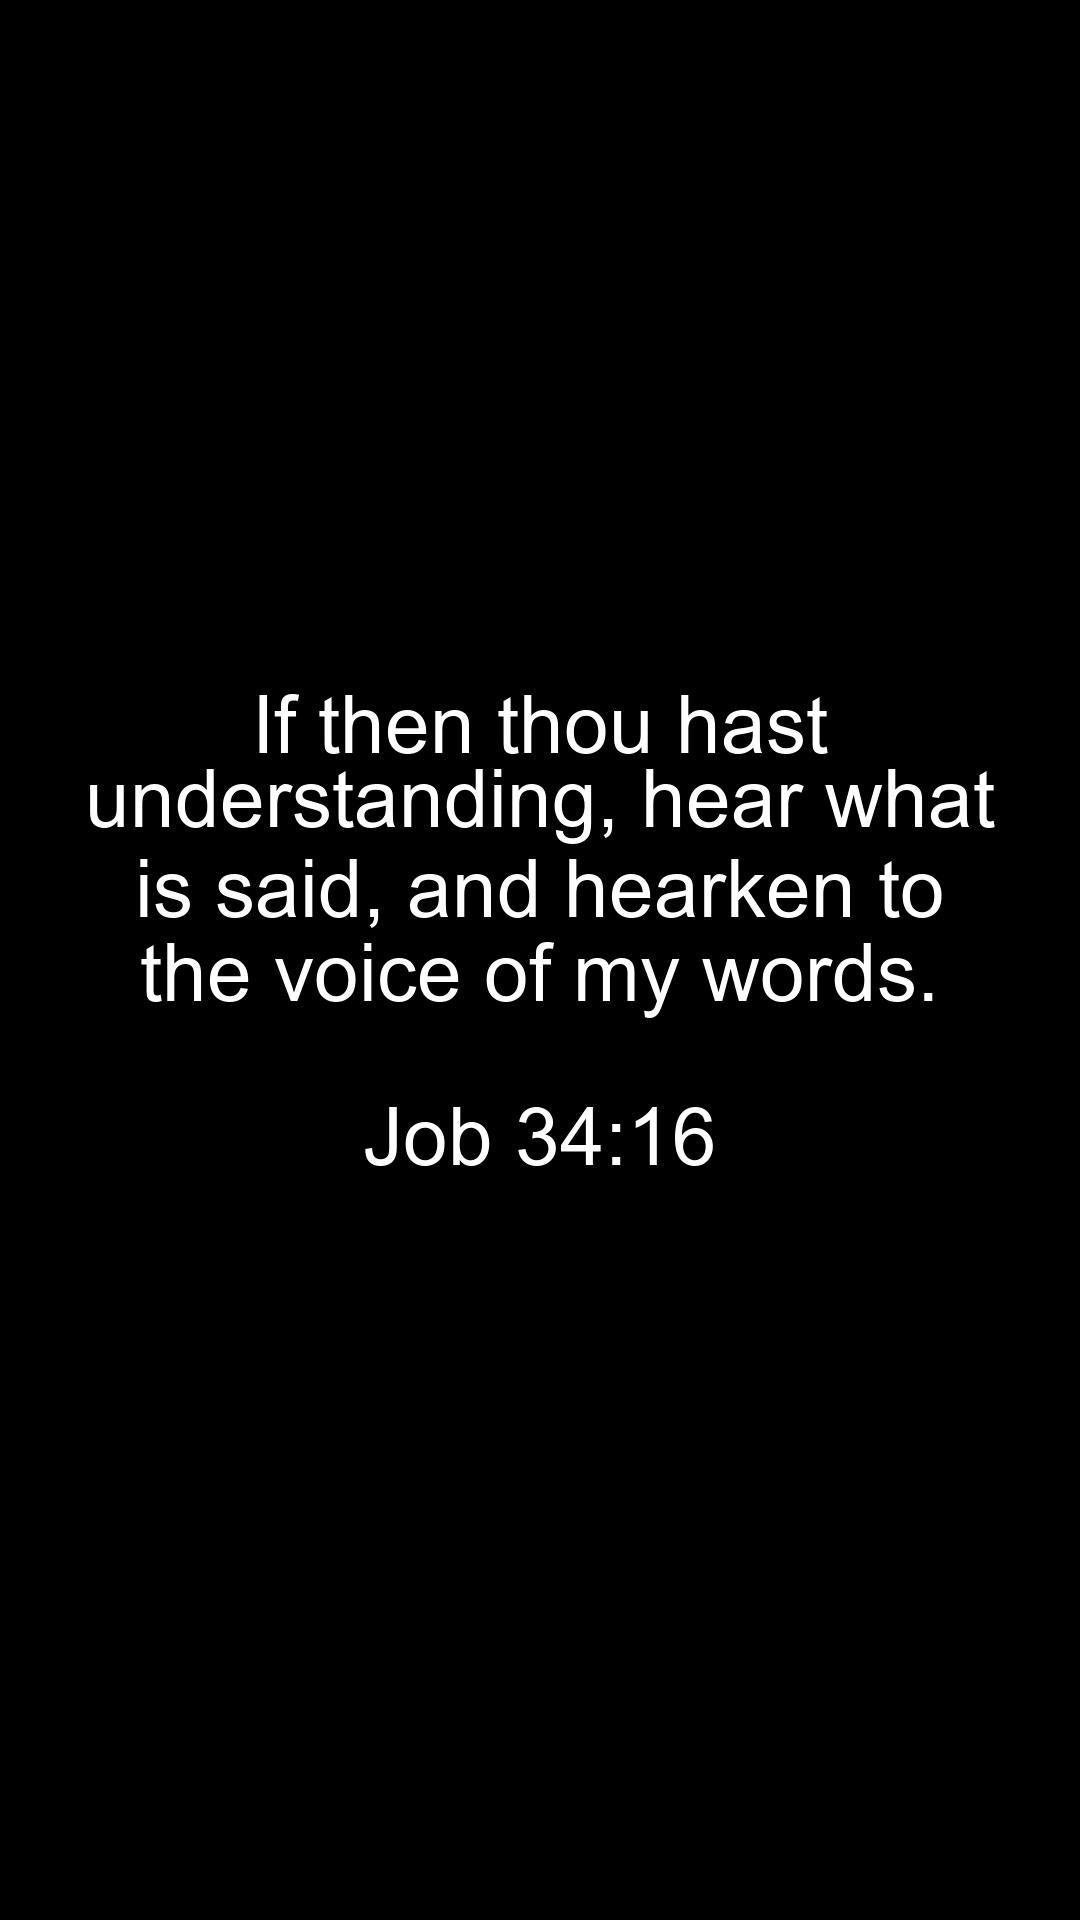 If then thou hast
understanding, hear what
is said, and hearken to
the voice of my words.
Job 34:16